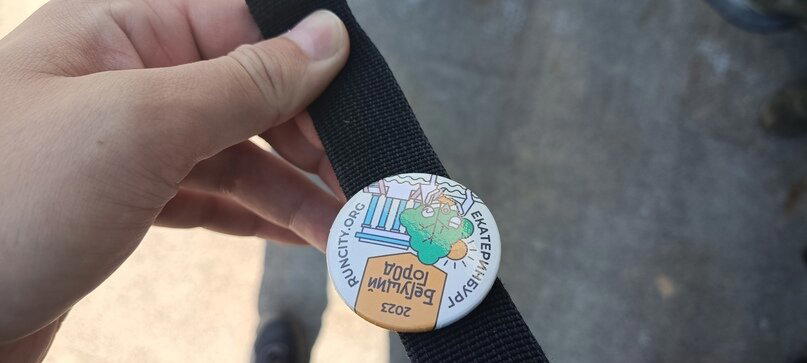 RUNCITY.ORG
ЕКАТЕРИНБУРГ
Бегущий
Город
2023